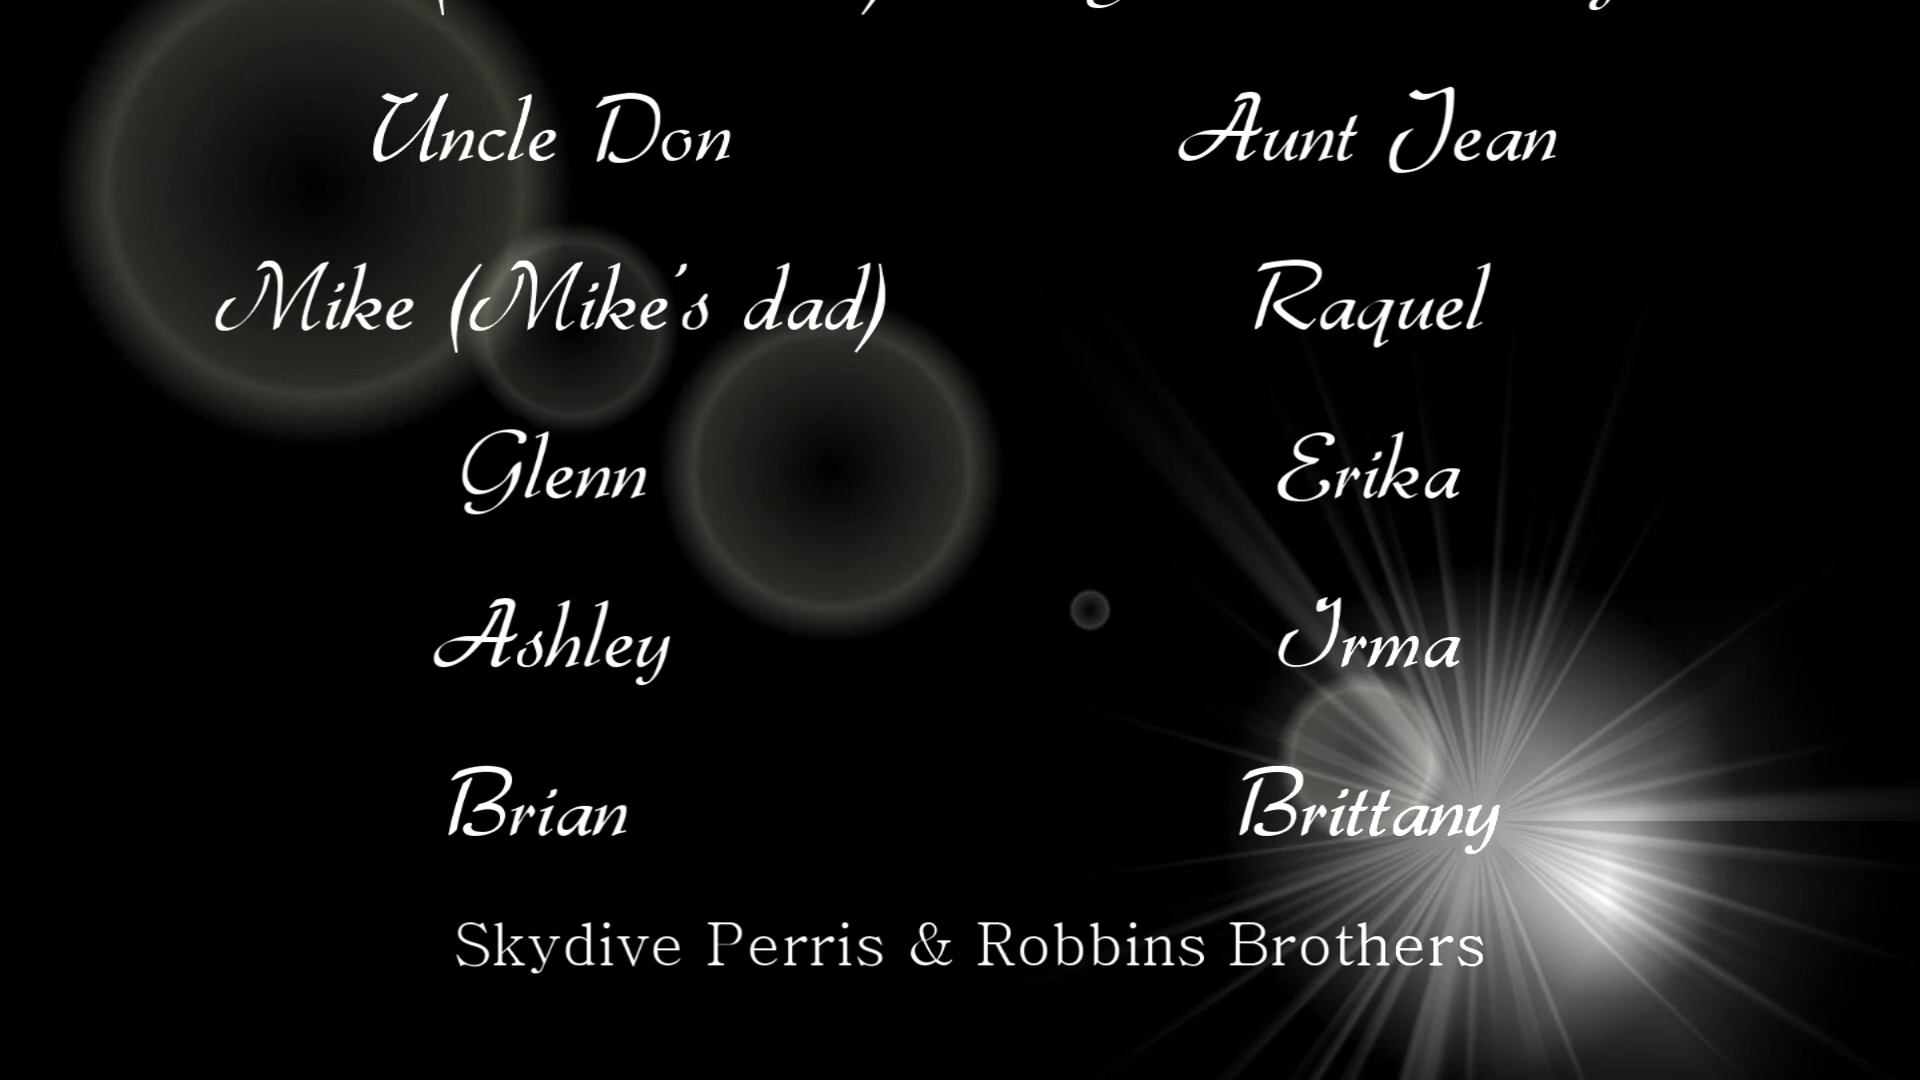 Uncle Don Aunt Jean
Mike (Mike's dad) Raquel
Glenn Erika
Ashley Irma
Brian Brittany
Skydive Perris & Robbins Brothers